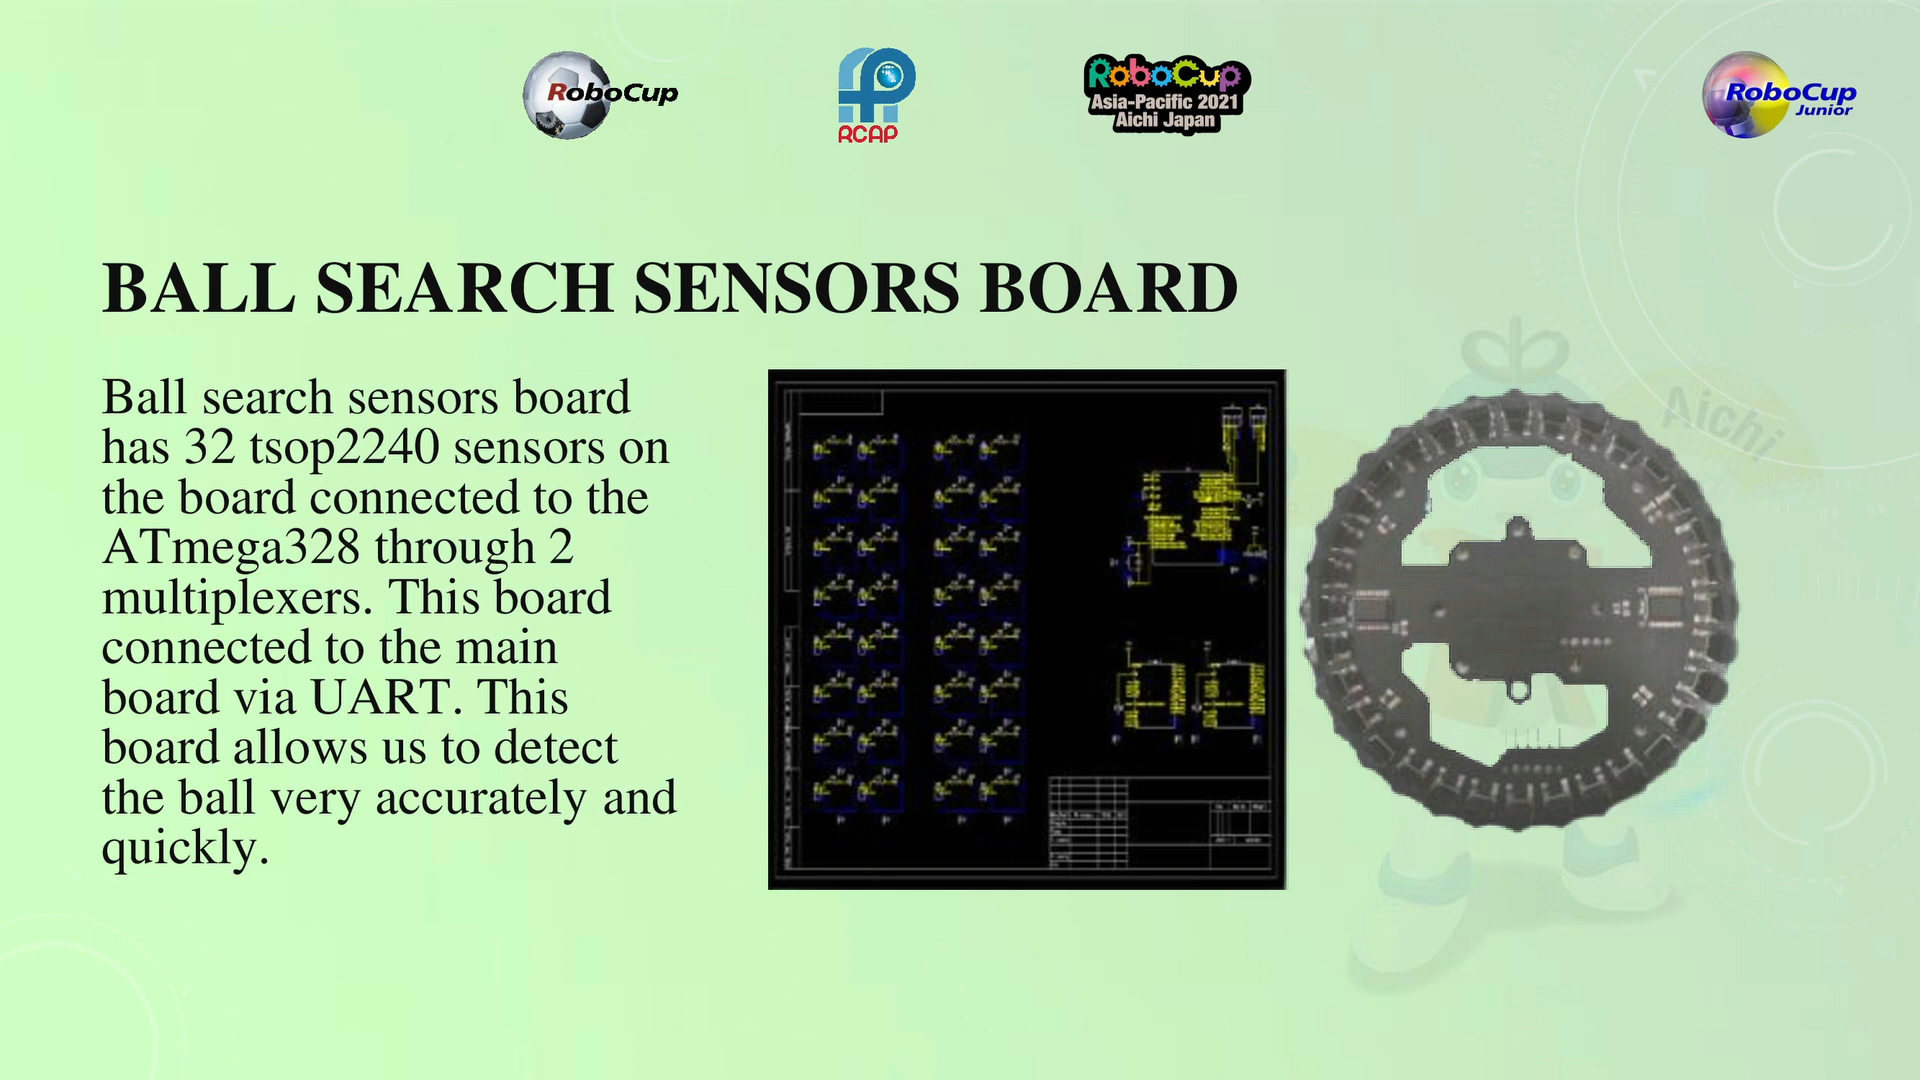 RoboCup
RCAP
RoboCup
Asia-Pacific 2021
Aichi Japan
RoboCup
Junior
BALL SEARCH SENSORS BOARD
Ball search sensors board
has 32 tsop2240 sensors on
the board connected to the
ATmega328 through 2
multiplexers. This board
connected to the main
board via UART. This
board allows us to detect
the ball very accurately and
quickly.
Aichi